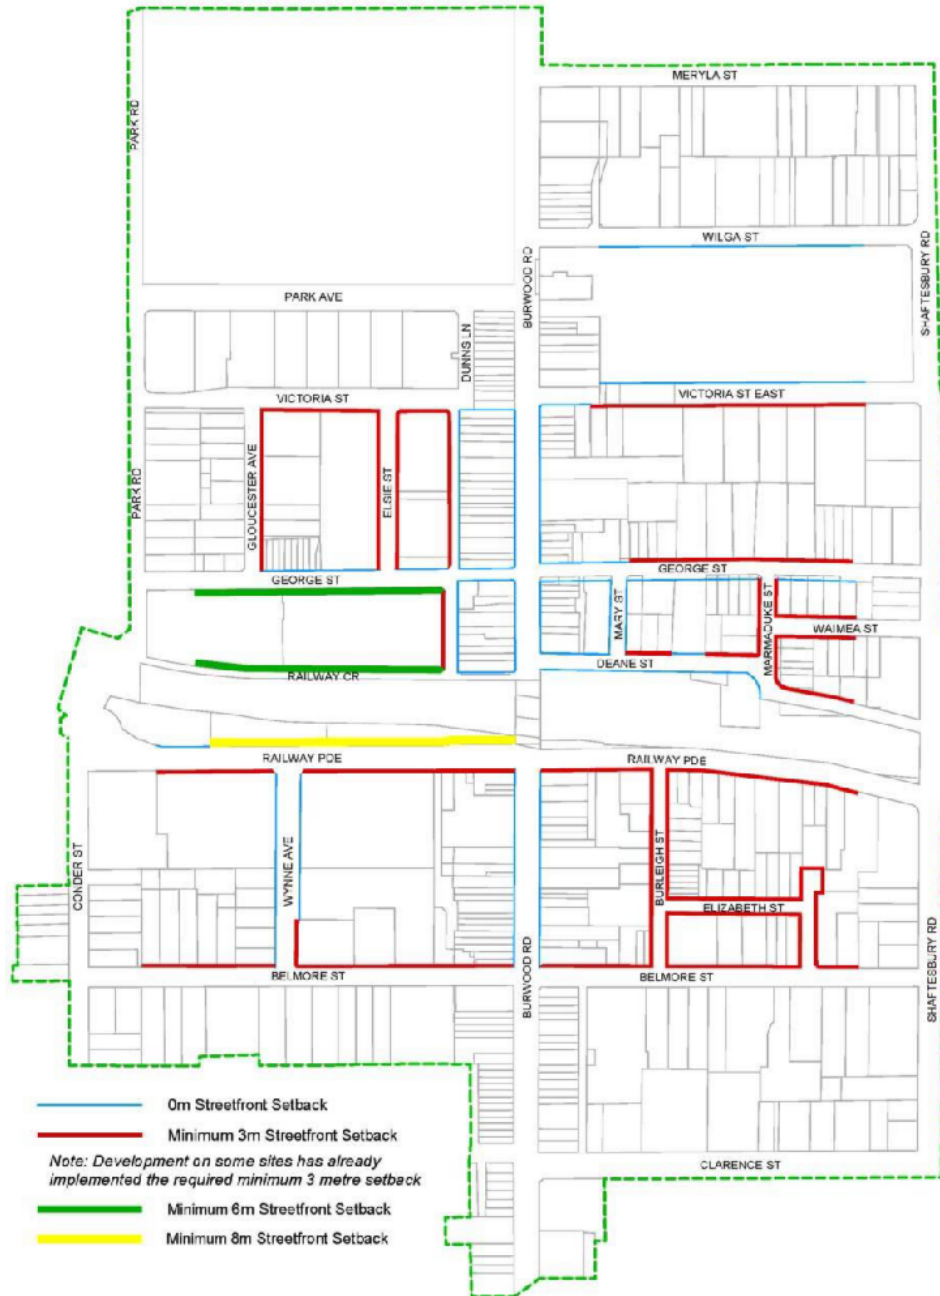 MERYLA ST
PARK RD
WILGA ST
BURWOOD RD
SHAFTESBURY RD
PARK AVE
DUNNS LN
VICTORIA ST
VICTORIA ST EAST
PARK RD
GLOUCESTER AVE
ELSIE ST
GEORGE ST
GEORGE ST
MARY ST
MARMADUKE ST
WAIMEA ST
DEANE ST
RAILWAY CR
RAILWAY PDE
RAILWAY PDE
CONDER ST
WYNNE AVE
BURLEIGH ST
ELIZABETH ST
BURWOOD RD
SHAFTESBURY RD
BELMORE ST
BELMORE ST
CLARENCE ST
0m Streetfront Setback
Minimum 3m Streetfront Setback
Note: Development on some sites has already
implemented the required minimum 3 metre setback
Minimum 6m Streetfront Setback
Minimum 8m Streetfront Setback